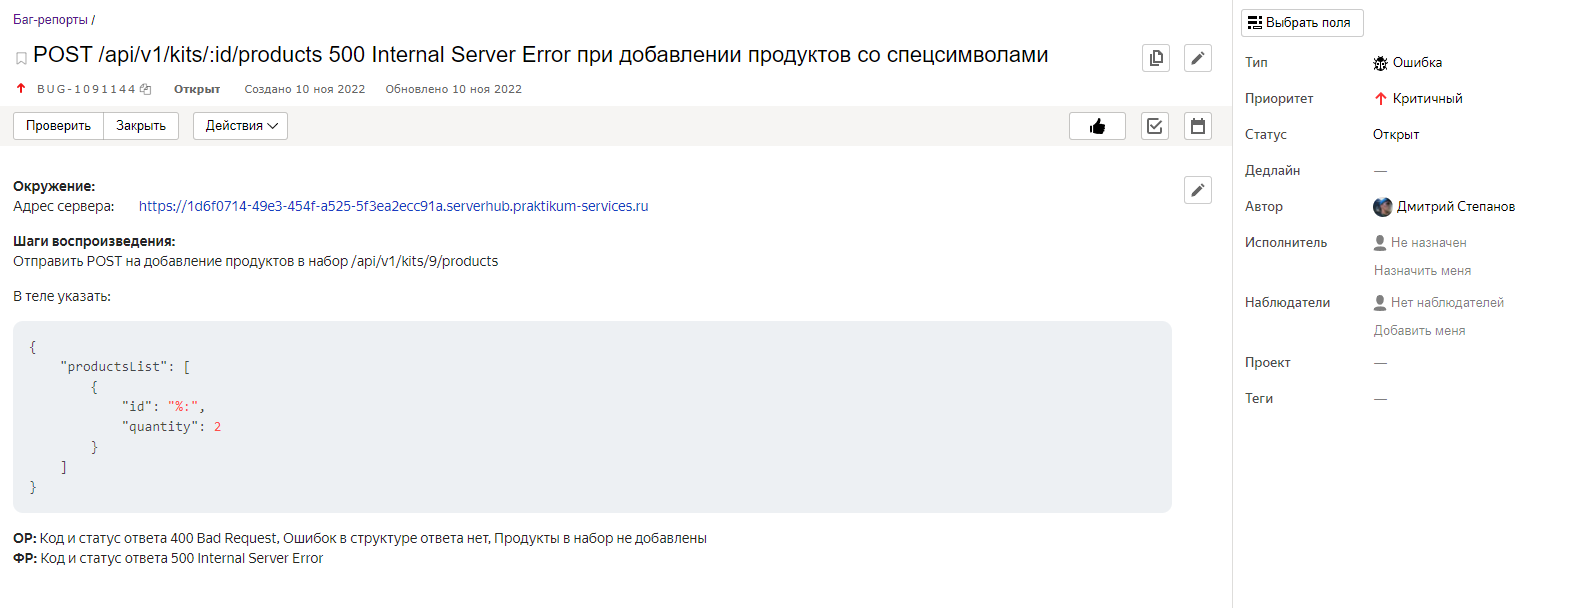 Баг-репорты /
POST /api/v1/kits/:id/products 500 Internal Server Error при добавлении продуктов со спецсимволами
BUG-1091144 Открыт Создано 10 ноя 2022 Обновлено 10 ноя 2022
Проверить Закрыть Действия
Окружение:
Адрес сервера: https://1d6f0714-49e3-454f-a525-5f3ea2ecc91a.serverhub.praktikum-services.ru
Шаги воспроизведения:
Отправить POST на добавление продуктов в набор /api/v1/kits/9/products
В теле указать:
{
"productsList": [
{
"id": "%:",
"quantity": 2
}
]
}
ОР: Код и статус ответа 400 Bad Request, Ошибок в структуре ответа нет, Продукты в набор не добавлены
ФР: Код и статус ответа 500 Internal Server Error
Выбрать поля
Тип Ошибка
Приоритет Критичный
Статус Открыт
Дедлайн —
Автор Дмитрий Степанов
Исполнитель Не назначен
Назначить меня
Наблюдатели Нет наблюдателей
Добавить меня
Проект —
Теги —